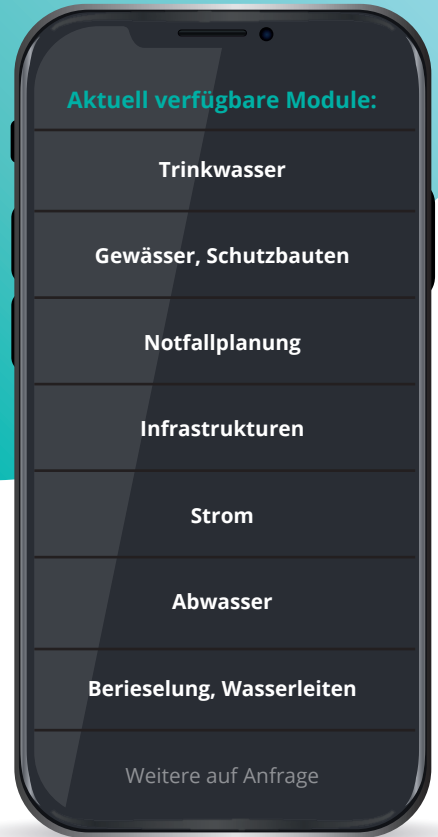 Aktuell verfügbare Module:
Trinkwasser
Gewässer, Schutzbauten
Notfallplanung
Infrastrukturen
Strom
Abwasser
Berieselung, Wasserleiten
Weitere auf Anfrage